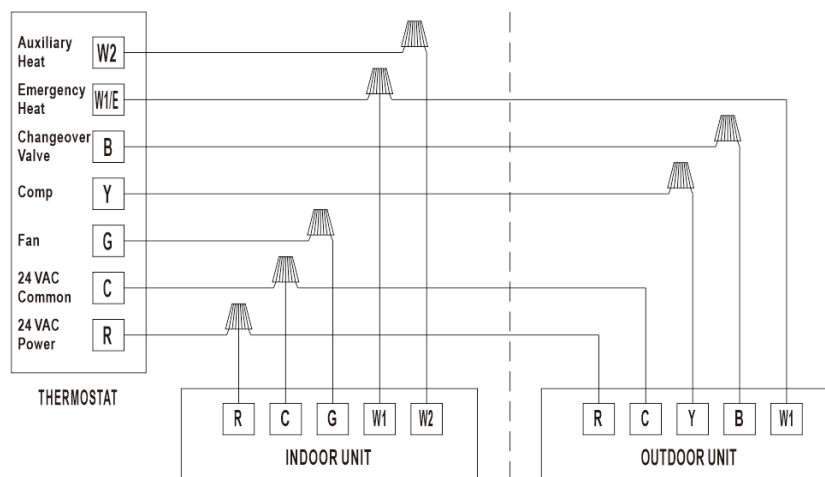 Auxiliary
Heat
W2
Emergency
Heat
W1/E
Changeover
Valve
B
Comp
Y
Fan
G
24 VAC
Common
C
24 VAC
Power
R
THERMOSTAT
R C G W1 W2
INDOOR UNIT
R C Y B W1
OUTDOOR UNIT